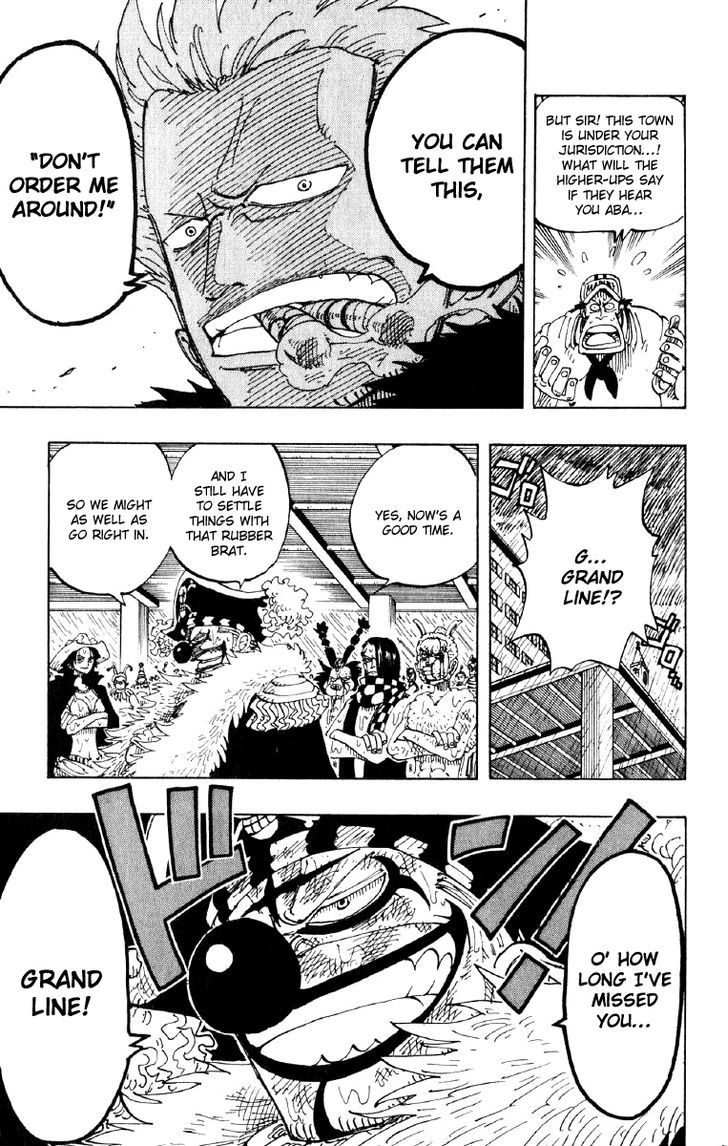 BUT SIR! THIS TOWN
IS UNDER YOUR
JURISDICTION...!
WHAT WILL THE
HIGHER-UPS SAY
IF THEY HEAR
YOU ABA...
YOU CAN
TELL THEM
THIS,
"DON'T
ORDER ME
AROUND!"
G...
GRAND
LINE!?
YES, NOW'S A
GOOD TIME.
AND I
STILL HAVE
TO SETTLE
THINGS WITH
THAT RUBBER
BRAT.
SO WE MIGHT
AS WELL AS
GO RIGHT IN.
O' HOW
LONG I'VE
MISSED
YOU...
GRAND
LINE!
ドン